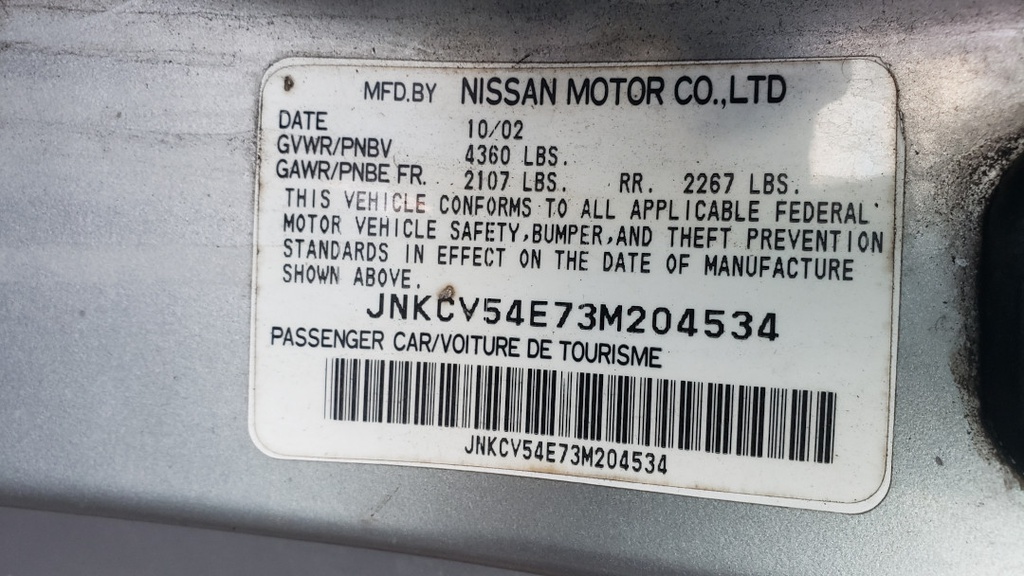 MFD.BY NISSAN MOTOR CO.,LTD
DATE 10/02
GVWR/PNBV 4360 LBS.
GAWR/PNBE FR. 2107 LBS. RR. 2267 LBS.
THIS VEHICLE CONFORMS TO ALL APPLICABLE FEDERAL
MOTOR VEHICLE SAFETY,BUMPER,AND THEFT PREVENTION
STANDARDS IN EFFECT ON THE DATE OF MANUFACTURE
SHOWN ABOVE.
JNKCV54E73M204534
PASSENGER CAR/VOITURE DE TOURISME
JNKCV54E73M204534